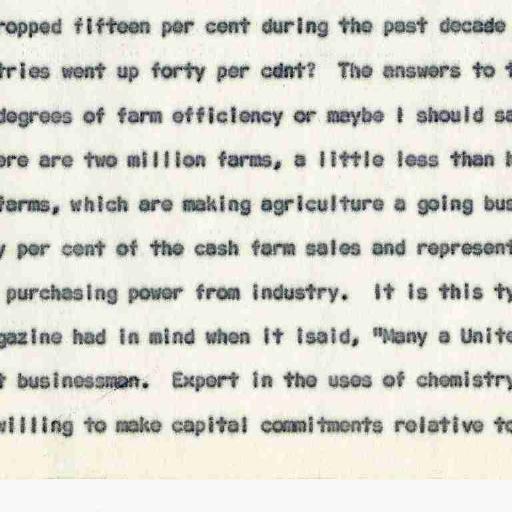 ropped fifteen per cent during the past decade
tries went up forty per cdnt?  The answers to t
degrees of farm efficiency or maybe I should sa
ere are two million farms, a little less than h
farms, which are making agriculture a going bus
y per cent of the cash farm sales and represent
purchasing power from industry.  It is this ty
gazine had in mind when it isaid, "Many a Unite
t businessman.  Expert in the uses of chemistry
willing to make capital commitments relative to